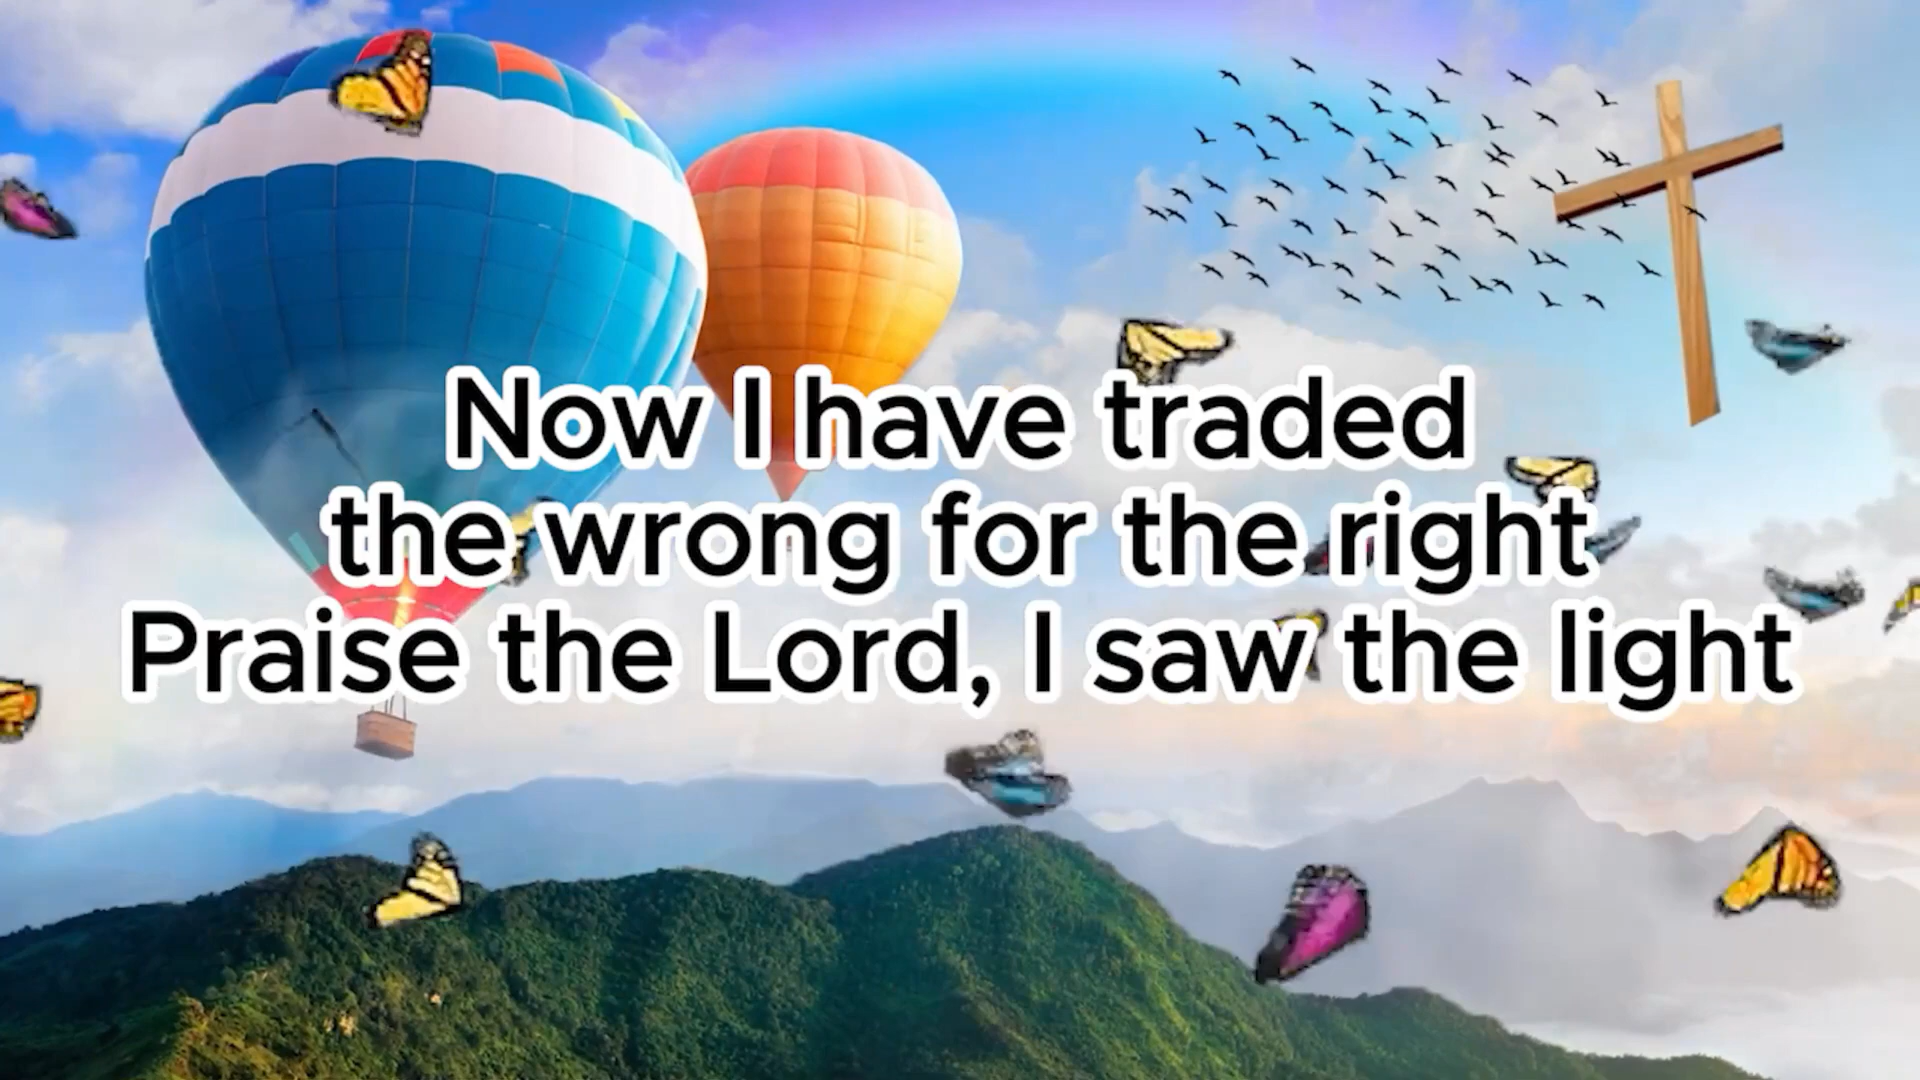 Now I have traded
the wrong for the right
Praise the Lord, I saw the light